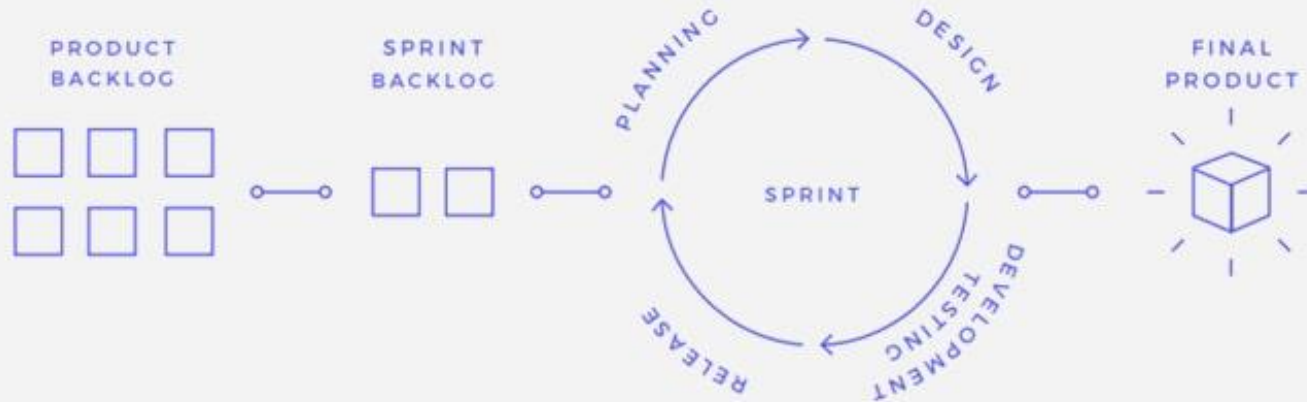 PRODUCT
BACKLOG
SPRINT
BACKLOG
PLANNING
DESIGN
SPRINT
DEVELOPMENT
TESTING
RELEASE
FINAL
PRODUCT